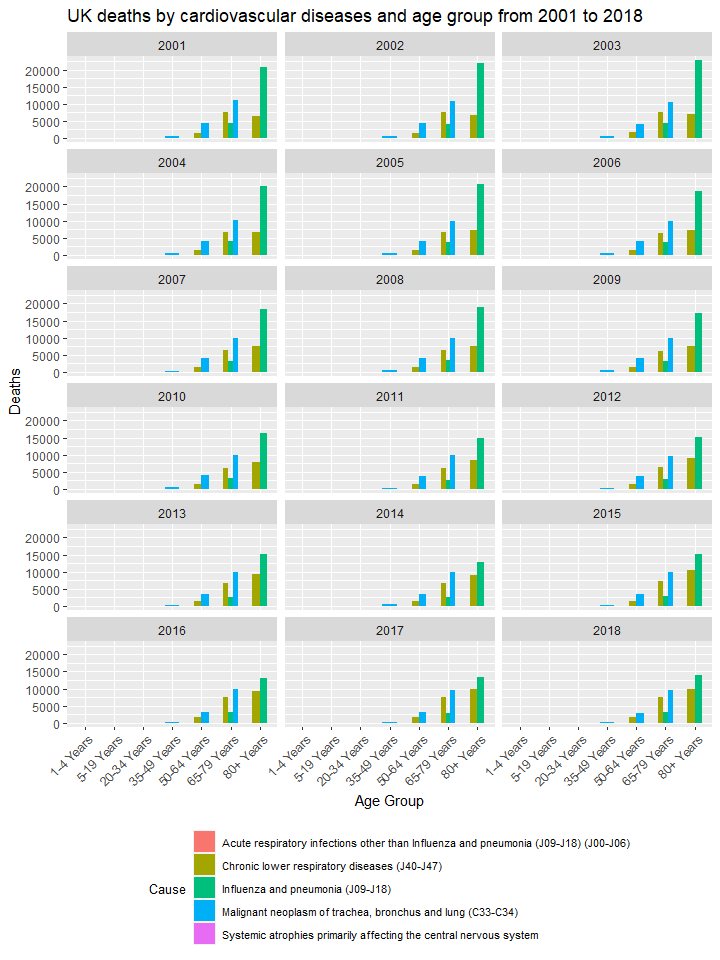 UK deaths by cardiovascular diseases and age group from 2001 to 2018
2001 2002 2003
20000
15000
10000
5000
0
2004 2005 2006
20000
15000
10000
5000
0
2007 2008 2009
20000
15000
10000
5000
0
2010 2011 2012
20000
15000
10000
5000
0
2013 2014 2015
20000
15000
10000
5000
0
2016 2017 2018
20000
15000
10000
5000
0
Deaths
1-4 Years 5-19 Years 20-34 Years 35-49 Years 50-64 Years 65-79 Years 80+ Years 1-4 Years 5-19 Years 20-34 Years 35-49 Years 50-64 Years 65-79 Years 80+ Years 1-4 Years 5-19 Years 20-34 Years 35-49 Years 50-64 Years 65-79 Years 80+ Years
Age Group
Cause
Acute respiratory infections other than Influenza and pneumonia (J09-J18) (J00-J06)
Chronic lower respiratory diseases (J40-J47)
Influenza and pneumonia (J09-J18)
Malignant neoplasm of trachea, bronchus and lung (C33-C34)
Systemic atrophies primarily affecting the central nervous system